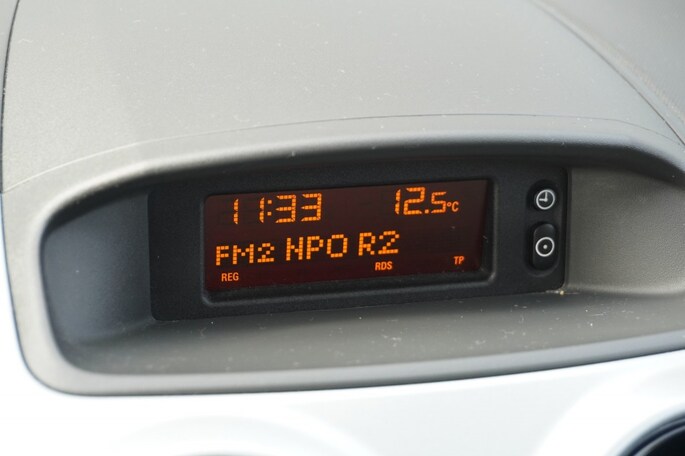 11:33 12.5°C
FM2 NPO R2
REG RDS TP